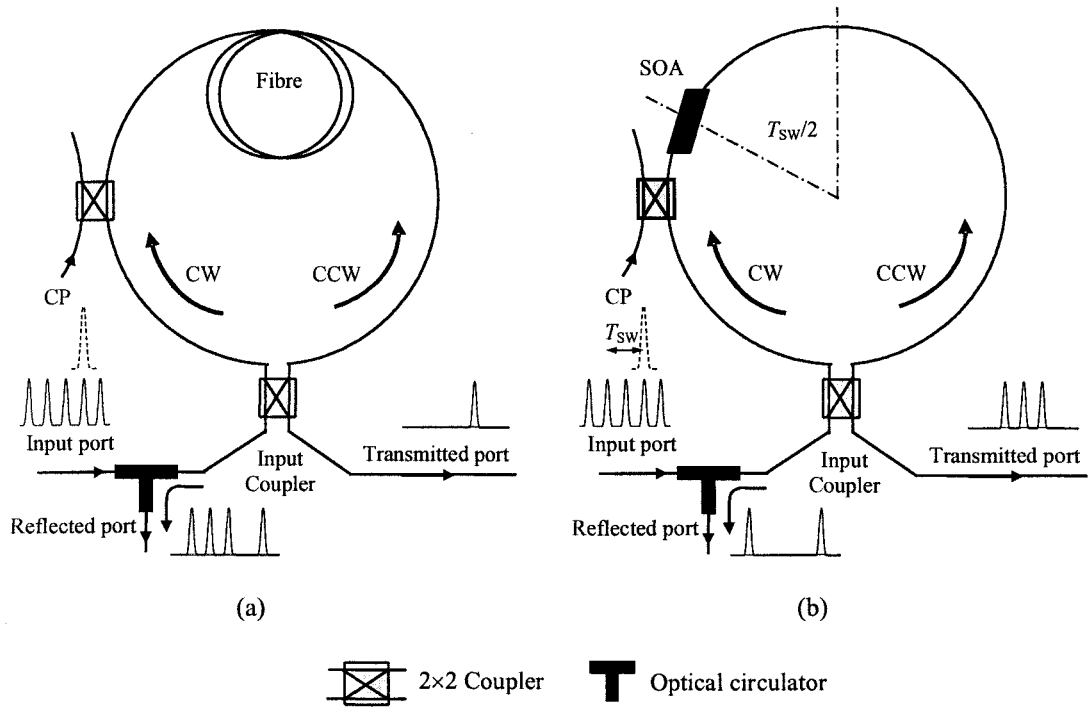 Fibre
CW
CCW
CP
Input port
Input
Coupler
Transmitted port
Reflected port
(a)
SOA
T_SW/2
CW
CCW
CP
T_SW
Input port
Input
Coupler
Transmitted port
Reflected port
(b)
2×2 Coupler
Optical circulator